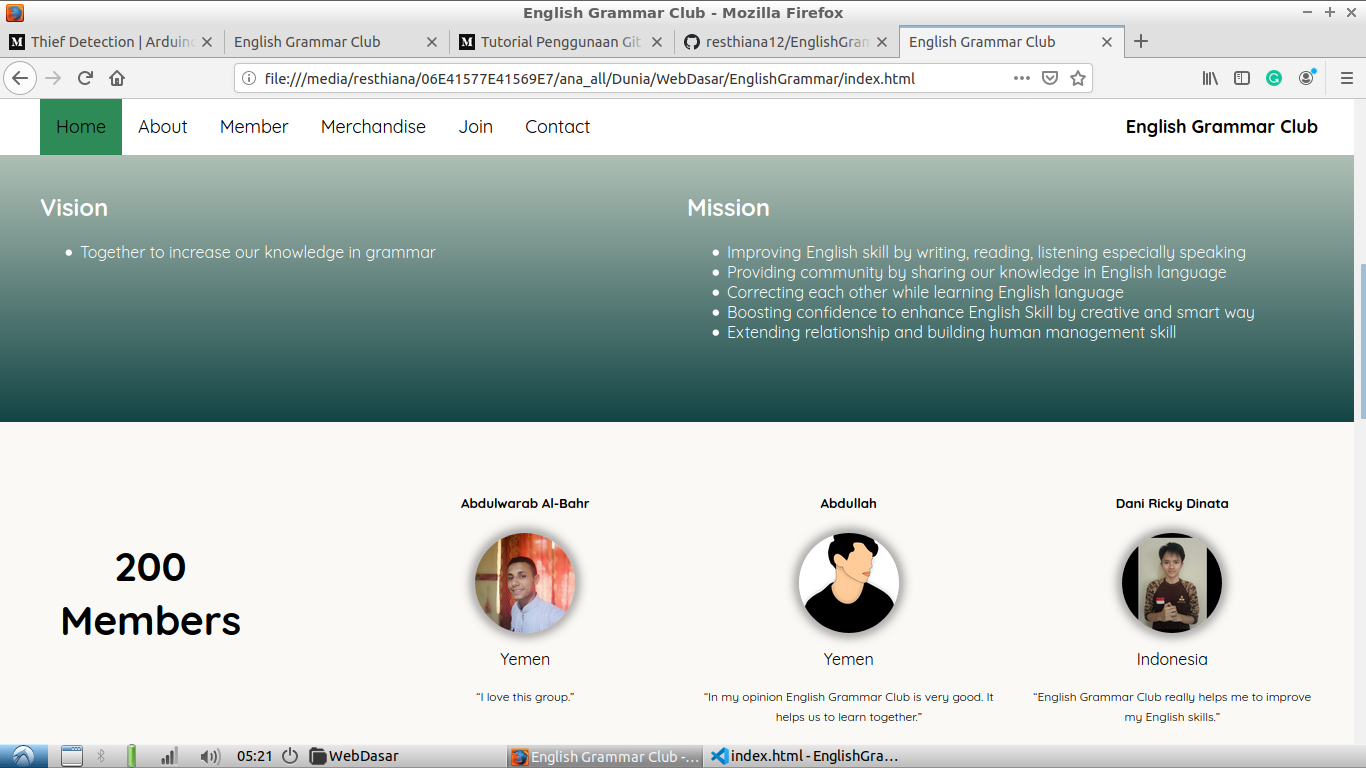 English Grammar Club - Mozilla Firefox
Thief Detection | Arduin
English Grammar Club
Tutorial Penggunaan Git
resthiana12/EnglishGram
English Grammar Club
file:///media/resthiana/06E41577E41569E7/ana_all/Dunia/WebDasar/EnglishGrammar/index.html
Home About Member Merchandise Join Contact English Grammar Club
Vision
Together to increase our knowledge in grammar
Mission
Improving English skill by writing, reading, listening especially speaking
Providing community by sharing our knowledge in English language
Correcting each other while learning English language
Boosting confidence to enhance English Skill by creative and smart way
Extending relationship and building human management skill
200
Members
Abdulwarab Al-Bahr
Yemen
“I love this group.”
Abdullah
Yemen
“In my opinion English Grammar Club is very good. It
helps us to learn together.”
Dani Ricky Dinata
Indonesia
“English Grammar Club really helps me to improve
my English skills.”
05:21 WebDasar English Grammar Club -... index.html - EnglishGra...